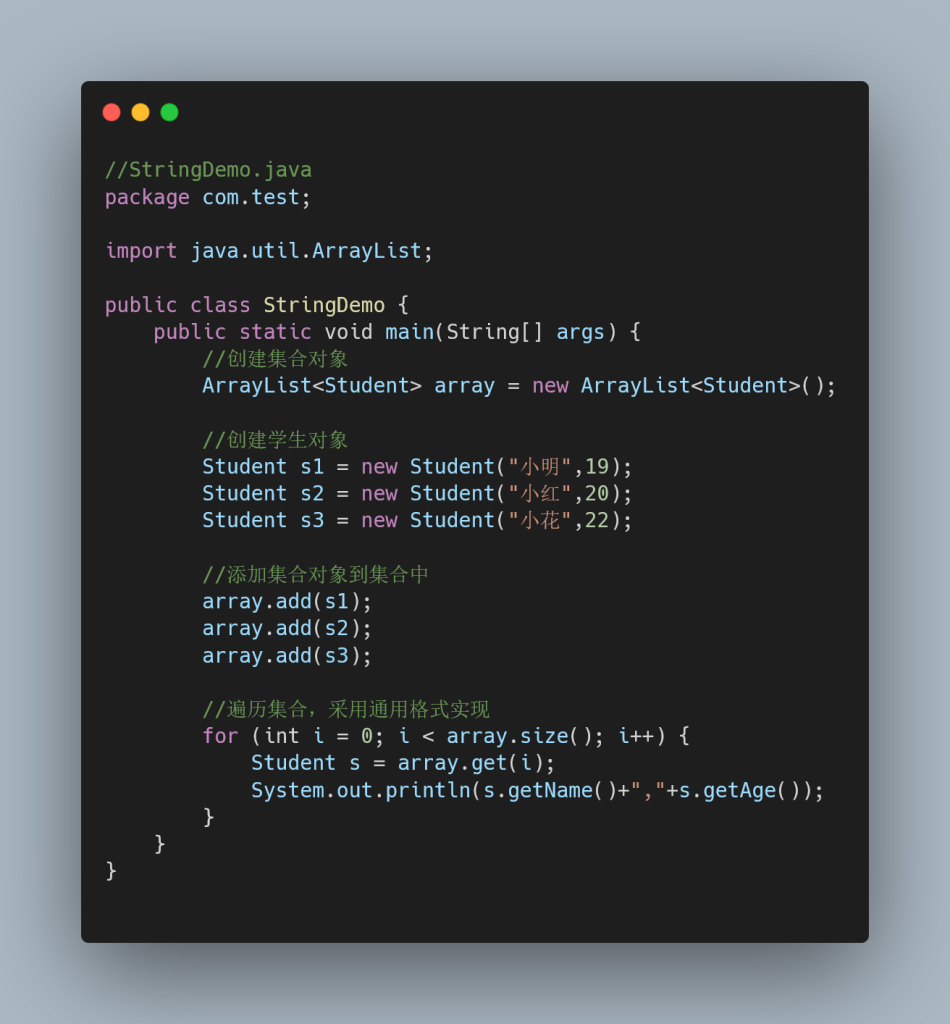 //StringDemo.java
package com.test;

import java.util.ArrayList;

public class StringDemo {
    public static void main(String[] args) {
        //创建集合对象
        ArrayList<Student> array = new ArrayList<Student>();

        //创建学生对象
        Student s1 = new Student("小明",19);
        Student s2 = new Student("小红",20);
        Student s3 = new Student("小花",22);

        //添加集合对象到集合中
        array.add(s1);
        array.add(s2);
        array.add(s3);

        //遍历集合，采用通用格式实现
        for (int i = 0; i < array.size(); i++) {
            Student s = array.get(i);
            System.out.println(s.getName()+","+s.getAge());
        }
    }
}